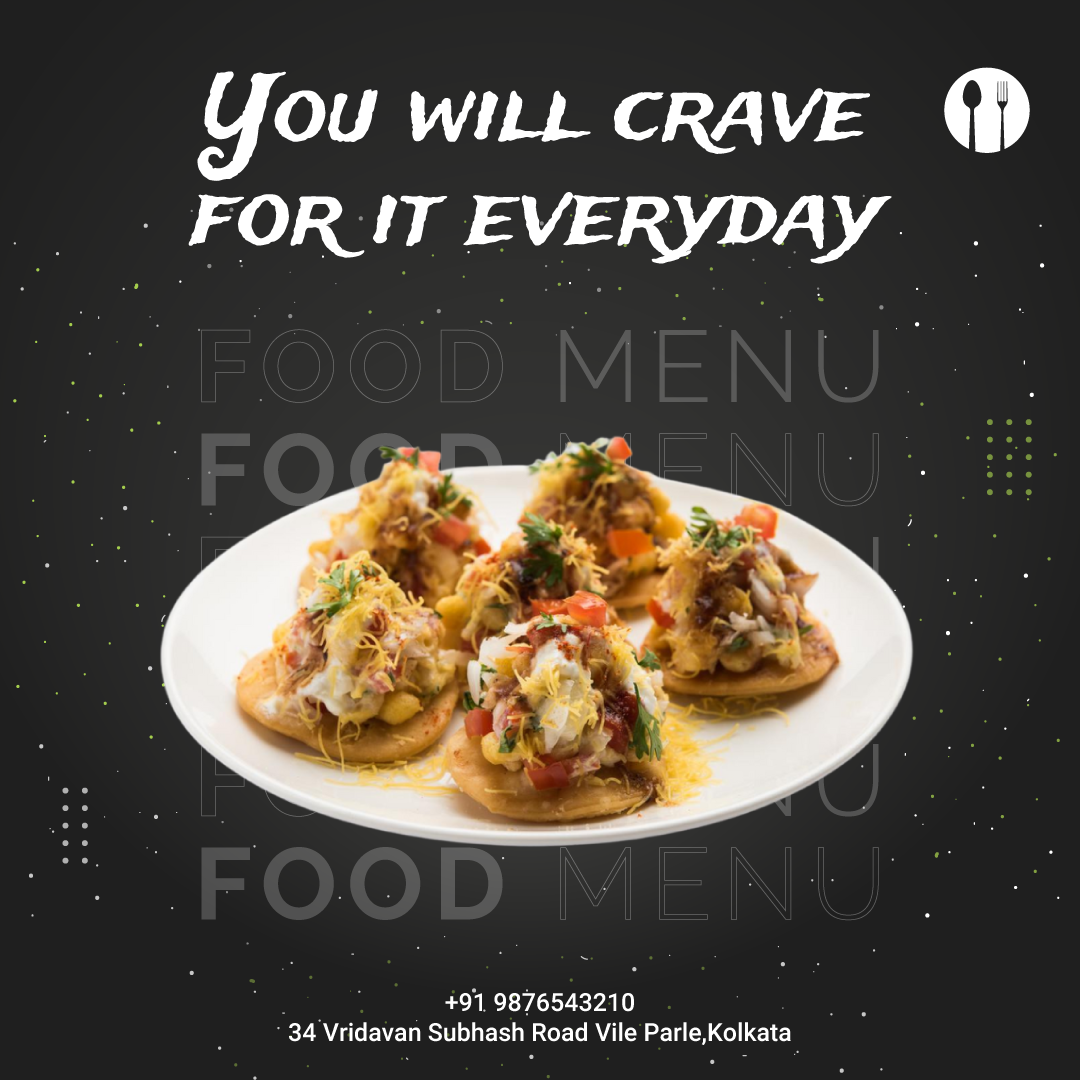 You will crave
for it everyday
FOOD MENU
FOOD MENU
FOOD MENU
+91 9876543210
34 Vridavan Subhash Road Vile Parle,Kolkata